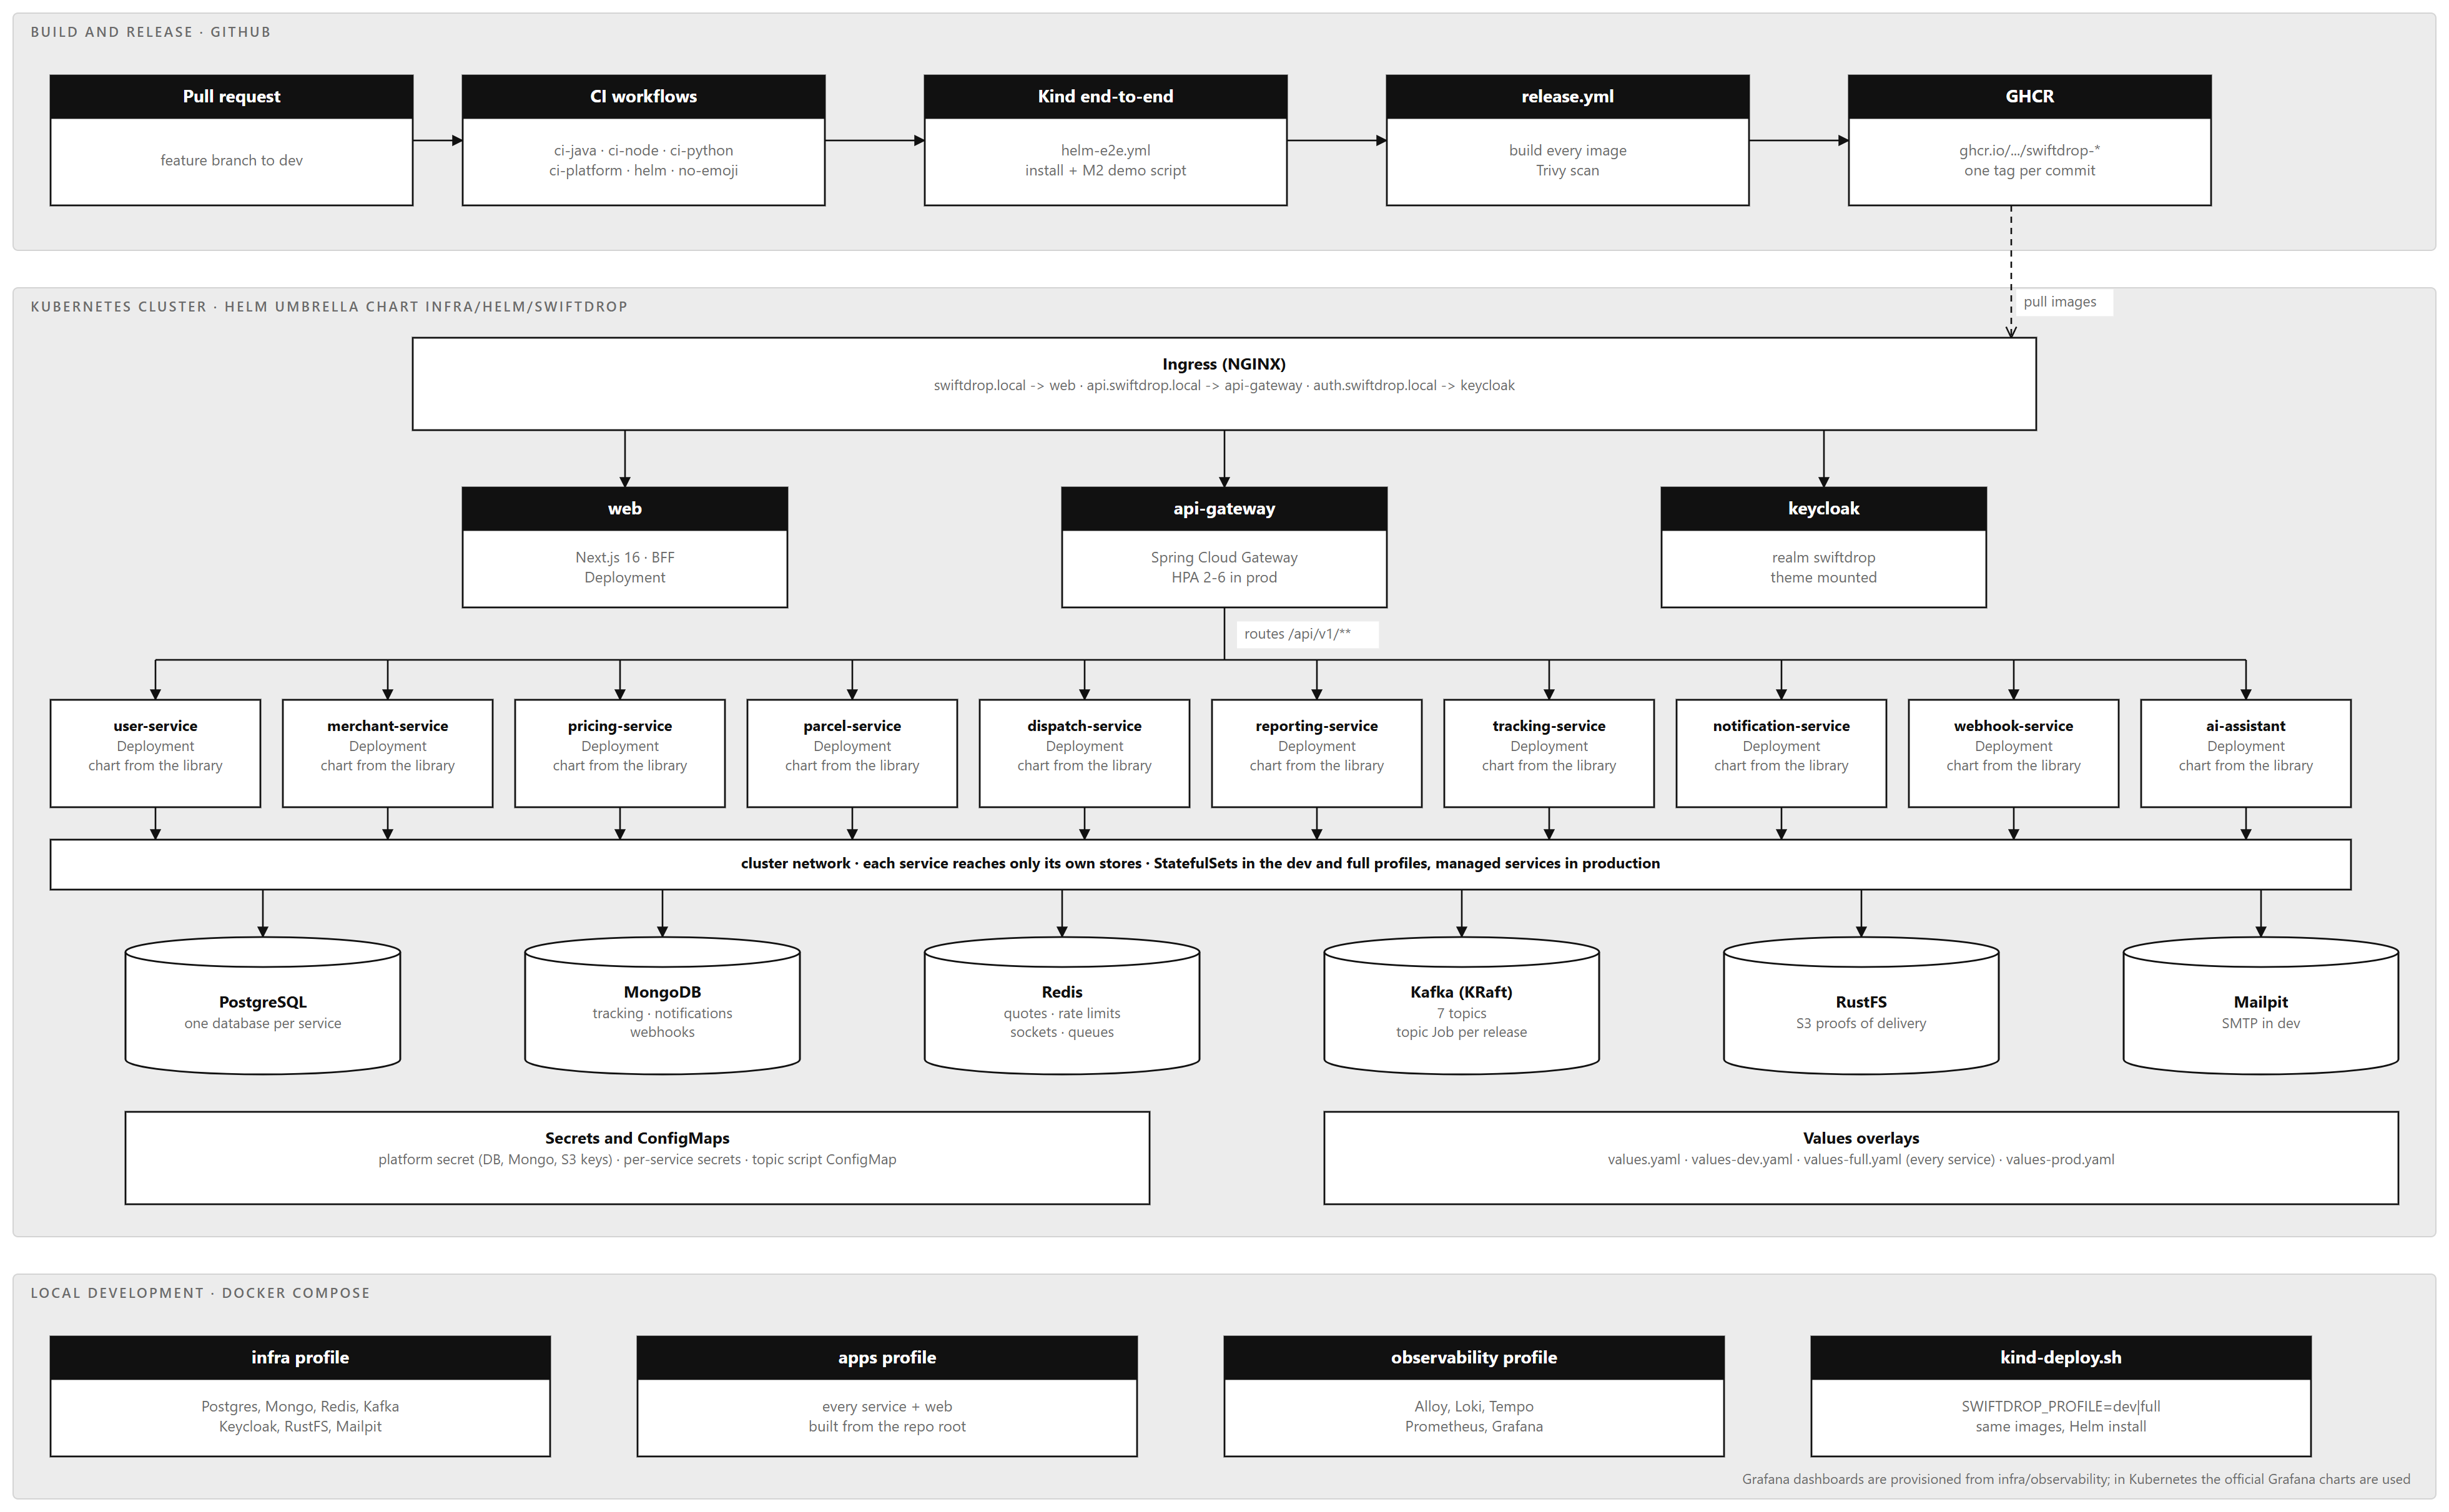 BUILD AND RELEASE · GITHUB
Pull request
feature branch to dev
CI workflows
ci-java · ci-node · ci-python
ci-platform · helm · no-emoji
Kind end-to-end
helm-e2e.yml
install + M2 demo script
release.yml
build every image
Trivy scan
GHCR
ghcr.io/.../swiftdrop-*
one tag per commit
pull images
KUBERNETES CLUSTER · HELM UMBRELLA CHART INFRA/HELM/SWIFTDROP
Ingress (NGINX)
swiftdrop.local -> web · api.swiftdrop.local -> api-gateway · auth.swiftdrop.local -> keycloak
web
Next.js 16 · BFF
Deployment
api-gateway
Spring Cloud Gateway
HPA 2-6 in prod
keycloak
realm swiftdrop
theme mounted
routes /api/v1/**
user-service
Deployment
chart from the library
merchant-service
Deployment
chart from the library
pricing-service
Deployment
chart from the library
parcel-service
Deployment
chart from the library
dispatch-service
Deployment
chart from the library
reporting-service
Deployment
chart from the library
tracking-service
Deployment
chart from the library
notification-service
Deployment
chart from the library
webhook-service
Deployment
chart from the library
ai-assistant
Deployment
chart from the library
cluster network · each service reaches only its own stores · StatefulSets in the dev and full profiles, managed services in production
PostgreSQL
one database per service
MongoDB
tracking · notifications
webhooks
Redis
quotes · rate limits
sockets · queues
Kafka (KRaft)
7 topics
topic Job per release
RustFS
S3 proofs of delivery
Mailpit
SMTP in dev
Secrets and ConfigMaps
platform secret (DB, Mongo, S3 keys) · per-service secrets · topic script ConfigMap
Values overlays
values.yaml · values-dev.yaml · values-full.yaml (every service) · values-prod.yaml
LOCAL DEVELOPMENT · DOCKER COMPOSE
infra profile
Postgres, Mongo, Redis, Kafka
Keycloak, RustFS, Mailpit
apps profile
every service + web
built from the repo root
observability profile
Alloy, Loki, Tempo
Prometheus, Grafana
kind-deploy.sh
SWIFTDROP_PROFILE=dev|full
same images, Helm install
Grafana dashboards are provisioned from infra/observability; in Kubernetes the official Grafana charts are used